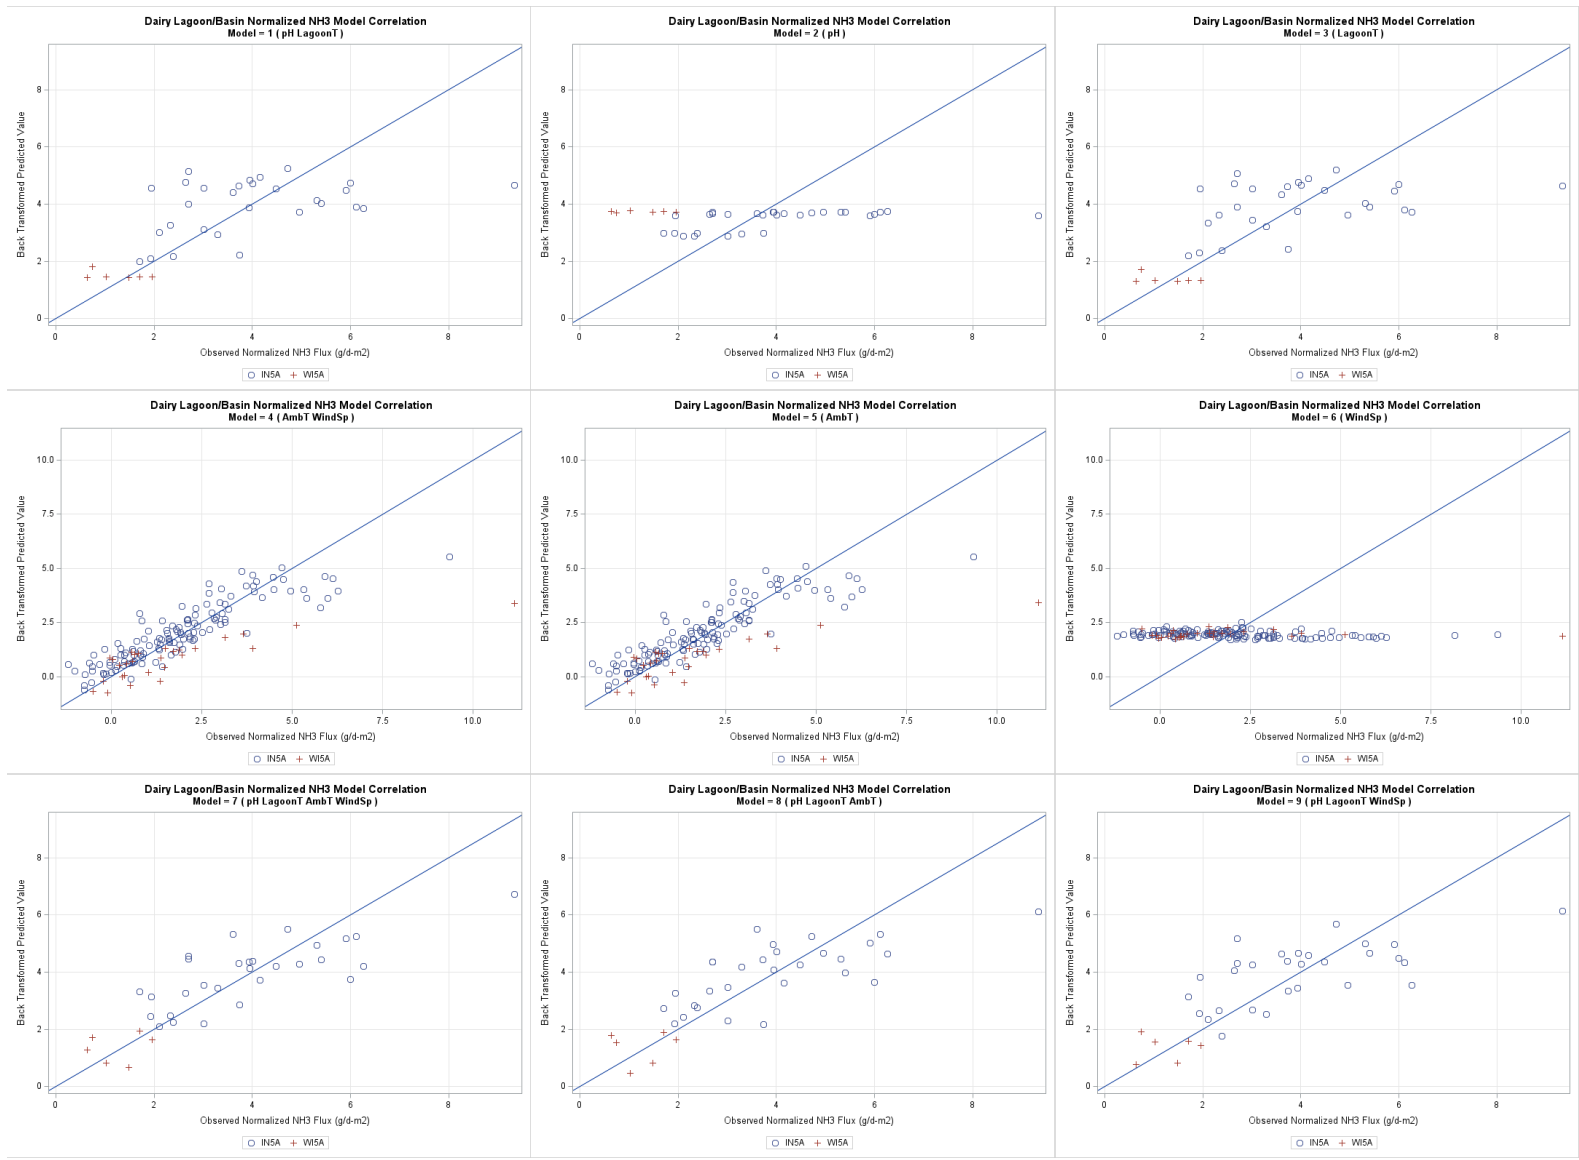 Dairy Lagoon/Basin Normalized NH3 Model Correlation
Model = 1 ( pH LagoonT )
Back Transformed Predicted Value
8
6
4
2
0
0 2 4 6 8
Observed Normalized NH3 Flux (g/d-m2)
IN5A WI5A
Dairy Lagoon/Basin Normalized NH3 Model Correlation
Model = 2 ( pH )
Back Transformed Predicted Value
8
6
4
2
0
0 2 4 6 8
Observed Normalized NH3 Flux (g/d-m2)
IN5A WI5A
Dairy Lagoon/Basin Normalized NH3 Model Correlation
Model = 3 ( LagoonT )
Back Transformed Predicted Value
8
6
4
2
0
0 2 4 6 8
Observed Normalized NH3 Flux (g/d-m2)
IN5A WI5A
Dairy Lagoon/Basin Normalized NH3 Model Correlation
Model = 4 ( AmbT WindSp )
Back Transformed Predicted Value
10.0
7.5
5.0
2.5
0.0
0.0 2.5 5.0 7.5 10.0
Observed Normalized NH3 Flux (g/d-m2)
IN5A WI5A
Dairy Lagoon/Basin Normalized NH3 Model Correlation
Model = 5 ( AmbT )
Back Transformed Predicted Value
10.0
7.5
5.0
2.5
0.0
0.0 2.5 5.0 7.5 10.0
Observed Normalized NH3 Flux (g/d-m2)
IN5A WI5A
Dairy Lagoon/Basin Normalized NH3 Model Correlation
Model = 6 ( WindSp )
Back Transformed Predicted Value
10.0
7.5
5.0
2.5
0.0
0.0 2.5 5.0 7.5 10.0
Observed Normalized NH3 Flux (g/d-m2)
IN5A WI5A
Dairy Lagoon/Basin Normalized NH3 Model Correlation
Model = 7 ( pH LagoonT AmbT WindSp )
Back Transformed Predicted Value
8
6
4
2
0
0 2 4 6 8
Observed Normalized NH3 Flux (g/d-m2)
IN5A WI5A
Dairy Lagoon/Basin Normalized NH3 Model Correlation
Model = 8 ( pH LagoonT AmbT )
Back Transformed Predicted Value
8
6
4
2
0
0 2 4 6 8
Observed Normalized NH3 Flux (g/d-m2)
IN5A WI5A
Dairy Lagoon/Basin Normalized NH3 Model Correlation
Model = 9 ( pH LagoonT WindSp )
Back Transformed Predicted Value
8
6
4
2
0
0 2 4 6 8
Observed Normalized NH3 Flux (g/d-m2)
IN5A WI5A